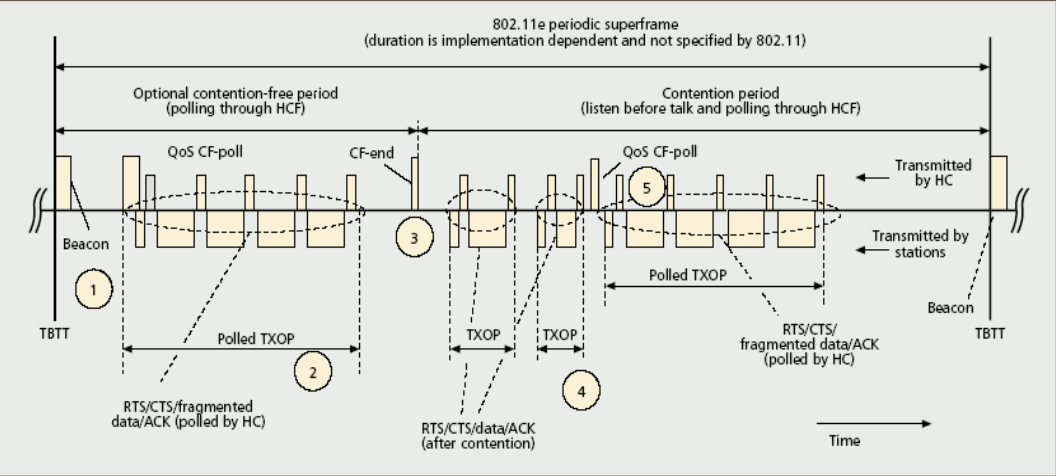 802.11e periodic superframe
(duration is implementation dependent and not specified by 802.11)
Optional contention-free period
(polling through HCF)
Contention period
(listen before talk and polling through HCF)
QoS CF-poll
CF-end
QoS CF-poll
Transmitted
by HC
5
Beacon
3
Transmitted by
stations
1
Polled TXOP
Beacon
TBTT
Polled TXOP
TXOP
TXOP
RTS/CTS/
fragmented data/ACK
(polled by HC)
TBTT
2
4
RTS/CTS/fragmented
data/ACK (polled by HC)
RTS/CTS/data/ACK
(after contention)
Time